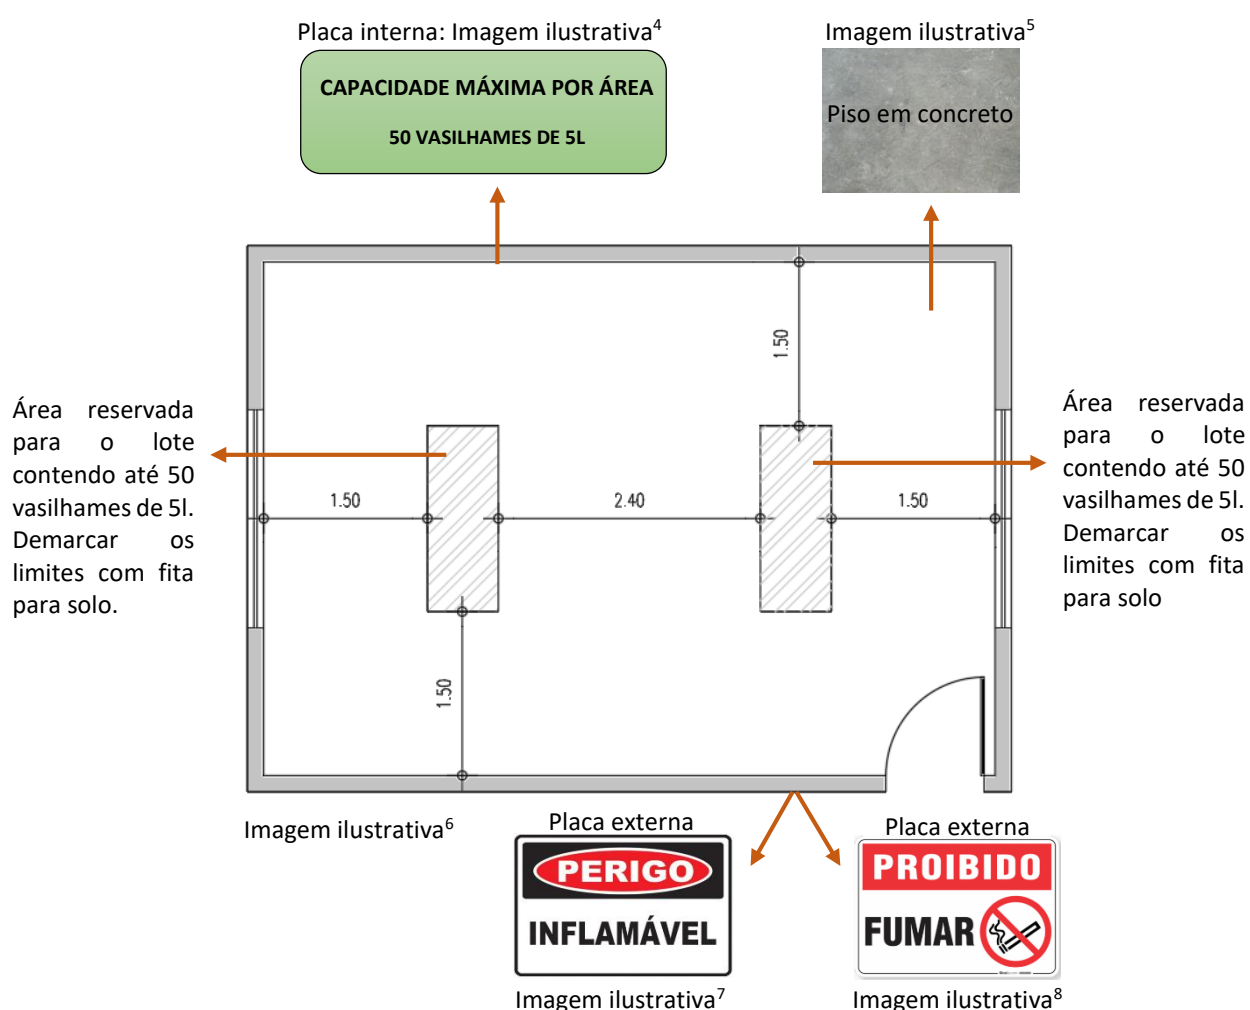 Placa interna: Imagem ilustrativa4
Imagem ilustrativa5
CAPACIDADE MÁXIMA POR ÁREA
50 VASILHAMES DE 5L
Piso em concreto
1.50
Área reservada
para o lote
contendo até 50
vasilhames de 5l.
Demarcar os
limites com fita
para solo.
1.50
2.40
1.50
Área reservada
para o lote
contendo até 50
vasilhames de 5l.
Demarcar os
limites com fita
para solo
1.50
Imagem ilustrativa6
Placa externa
PERIGO
INFLAMÁVEL
Imagem ilustrativa7
Placa externa
PROIBIDO
FUMAR
Imagem ilustrativa8